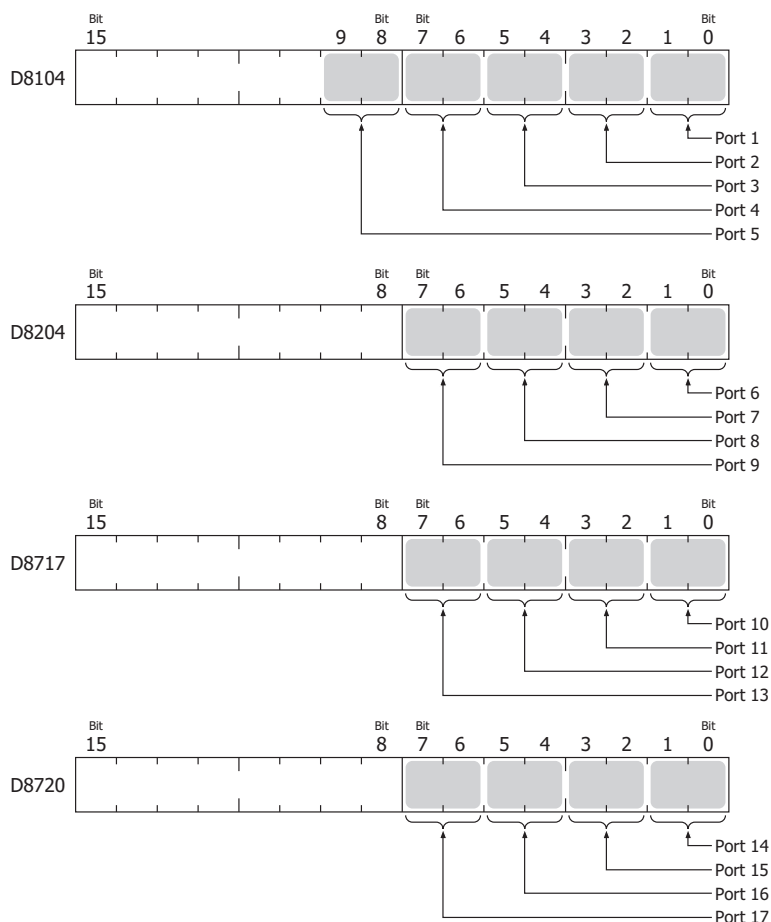 Bit Bit Bit Bit
15 9 8 7 6 5 4 3 2 1 0
D8104
Port 1
Port 2
Port 3
Port 4
Port 5
Bit Bit Bit Bit
15 8 7 6 5 4 3 2 1 0
D8204
Port 6
Port 7
Port 8
Port 9
Bit Bit Bit Bit
15 8 7 6 5 4 3 2 1 0
D8717
Port 10
Port 11
Port 12
Port 13
Bit Bit Bit Bit
15 8 7 6 5 4 3 2 1 0
D8720
Port 14
Port 15
Port 16
Port 17